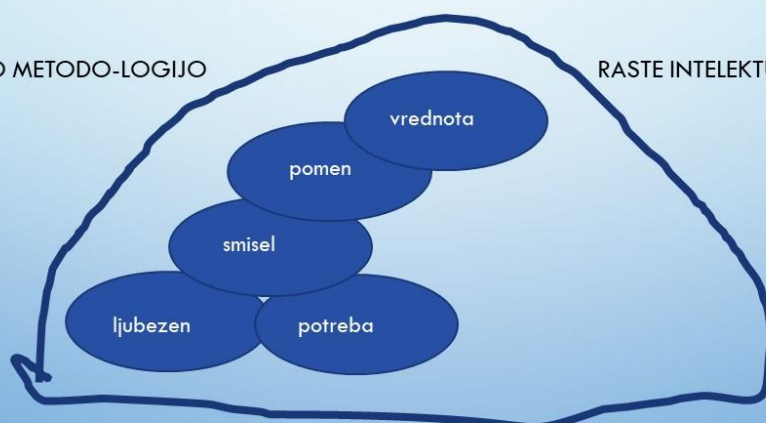 O METODO-LOGIJO
RASTE INTELEKTU
vrednota
pomen
smisel
ljubezen
potreba